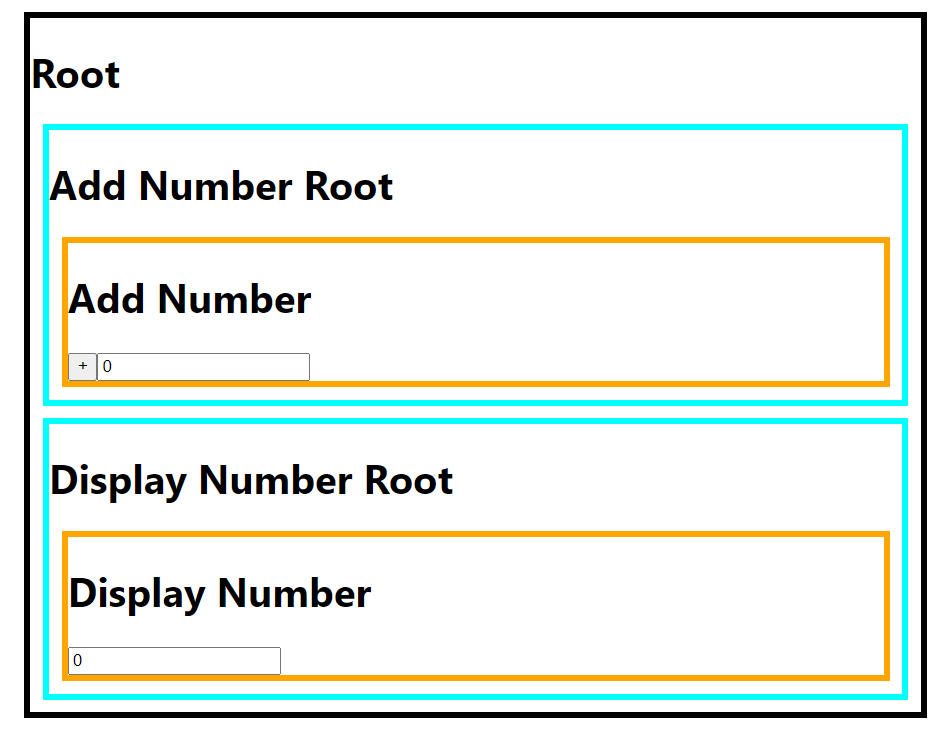 Root
Add Number Root
Add Number
+ 0
Display Number Root
Display Number
0